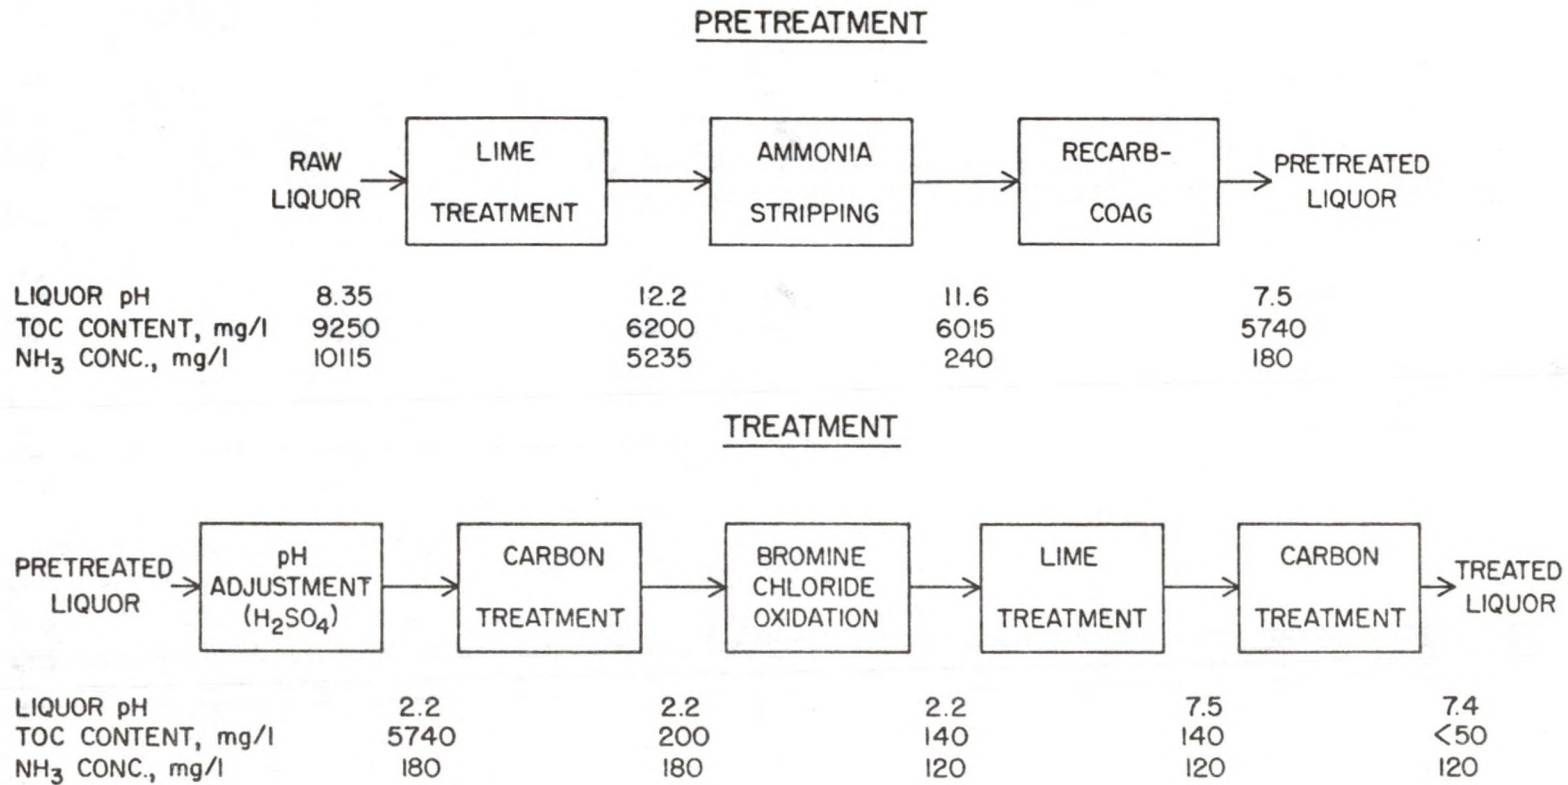 PRETREATMENT
RAW
LIQUOR
LIME
TREATMENT
AMMONIA
STRIPPING
RECARB-
COAG
PRETREATED
LIQUOR
LIQUOR pH 8.35 12.2 11.6 7.5
TOC CONTENT, mg/l 9250 6200 6015 5740
NH₃ CONC., mg/l 10115 5235 240 180
TREATMENT
PRETREATED
LIQUOR
pH
ADJUSTMENT
(H₂SO₄)
CARBON
TREATMENT
BROMINE
CHLORIDE
OXIDATION
LIME
TREATMENT
CARBON
TREATMENT
TREATED
LIQUOR
LIQUOR pH 2.2 2.2 2.2 7.5 7.4
TOC CONTENT, mg/l 5740 200 140 140 <50
NH₃ CONC., mg/l 180 180 120 120 120